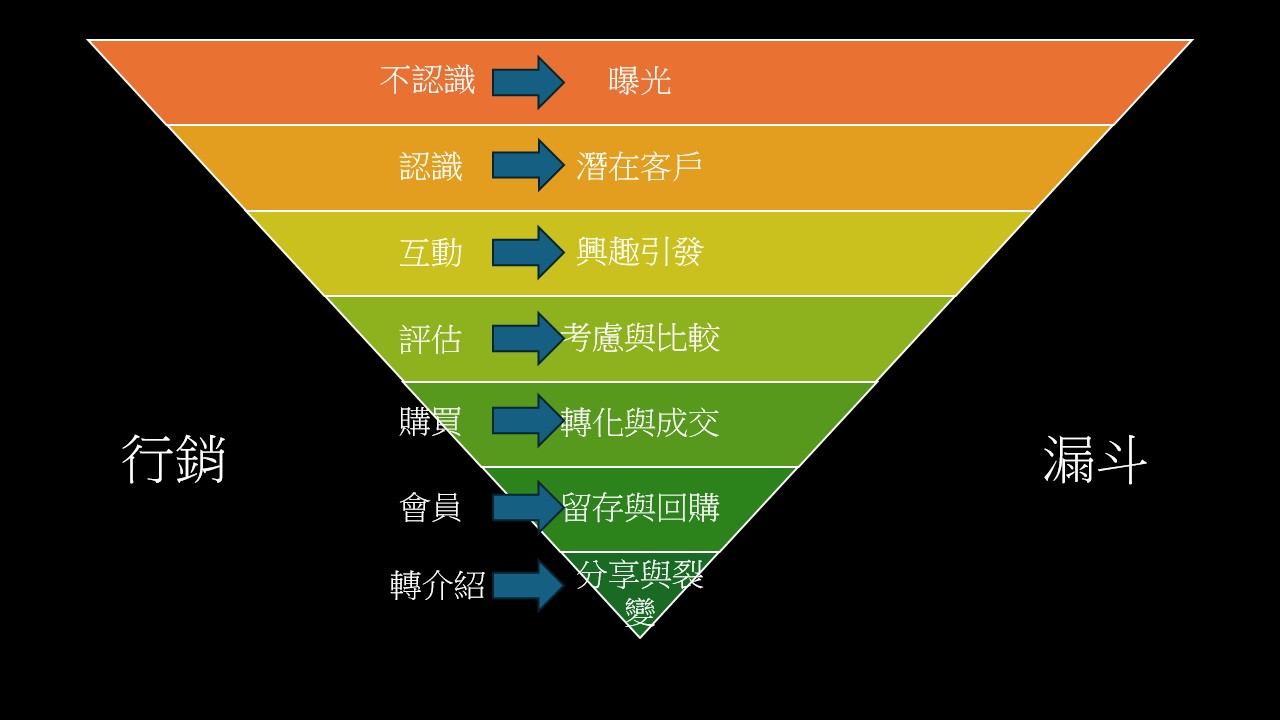 不認識 曝光
認識 潛在客戶
互動 興趣引發
評估 考慮與比較
購買 轉化與成交
行銷 漏斗
會員 留存與回購
轉介紹 分享與裂
變